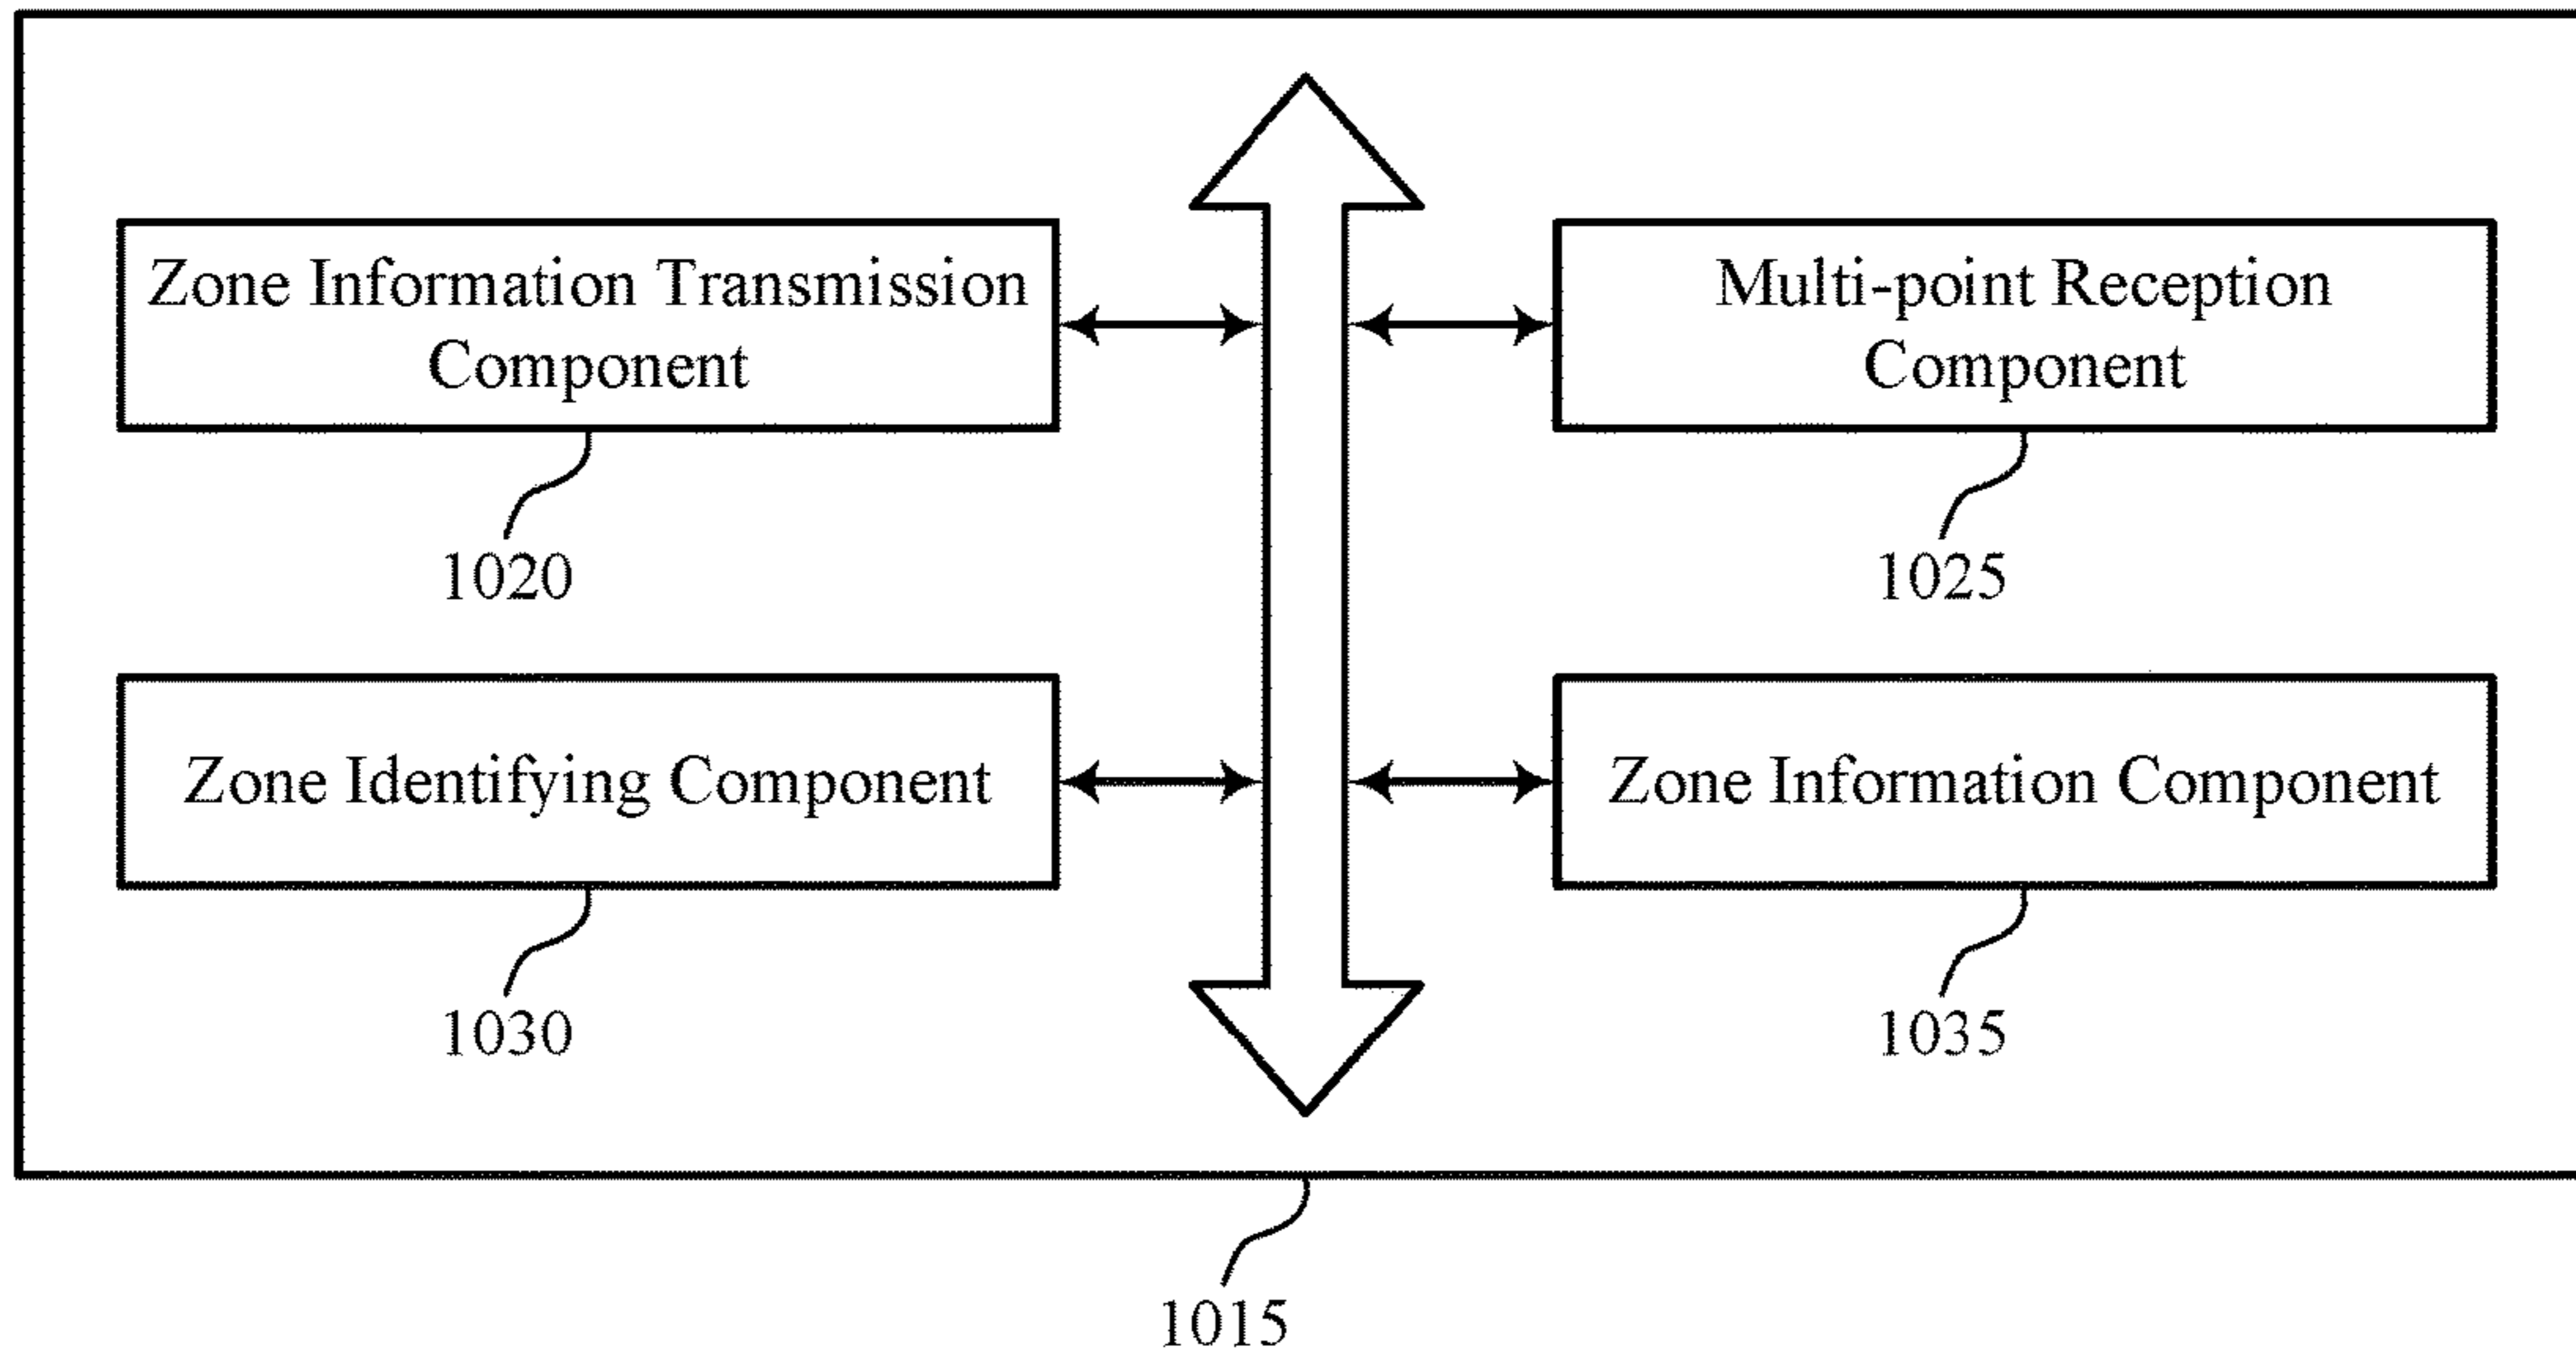 Zone Information Transmission
Component
1020
Multi-point Reception
Component
1025
Zone Identifying Component
1030
Zone Information Component
1035
1015